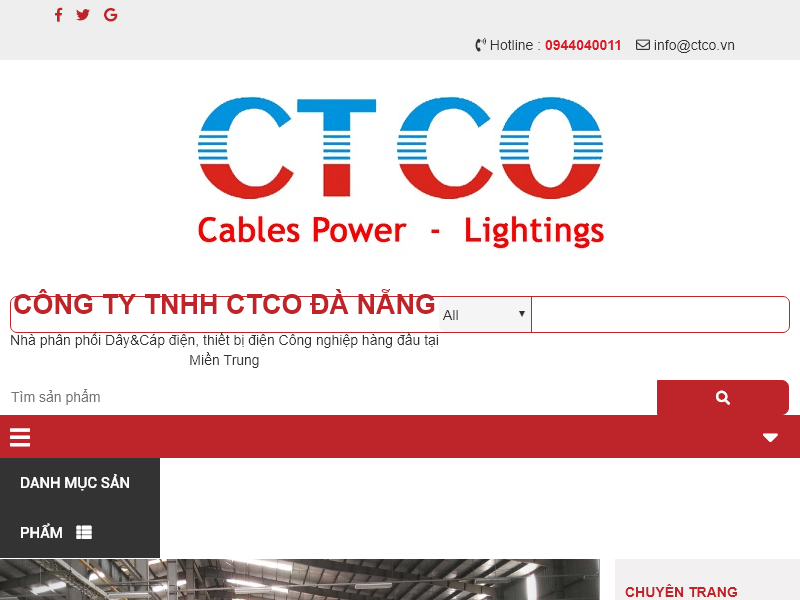 Hotline : 0944040011 info@ctco.vn
CTCO
Cables Power - Lightings
CÔNG TY TNHH CTCO ĐÀ NẴNG
All
Nhà phân phối Dây&Cáp điện, thiết bị điện Công nghiệp hàng đầu tại
Miền Trung
Tìm sản phẩm
DANH MỤC SẢN
PHẨM
CHUYÊN TRANG